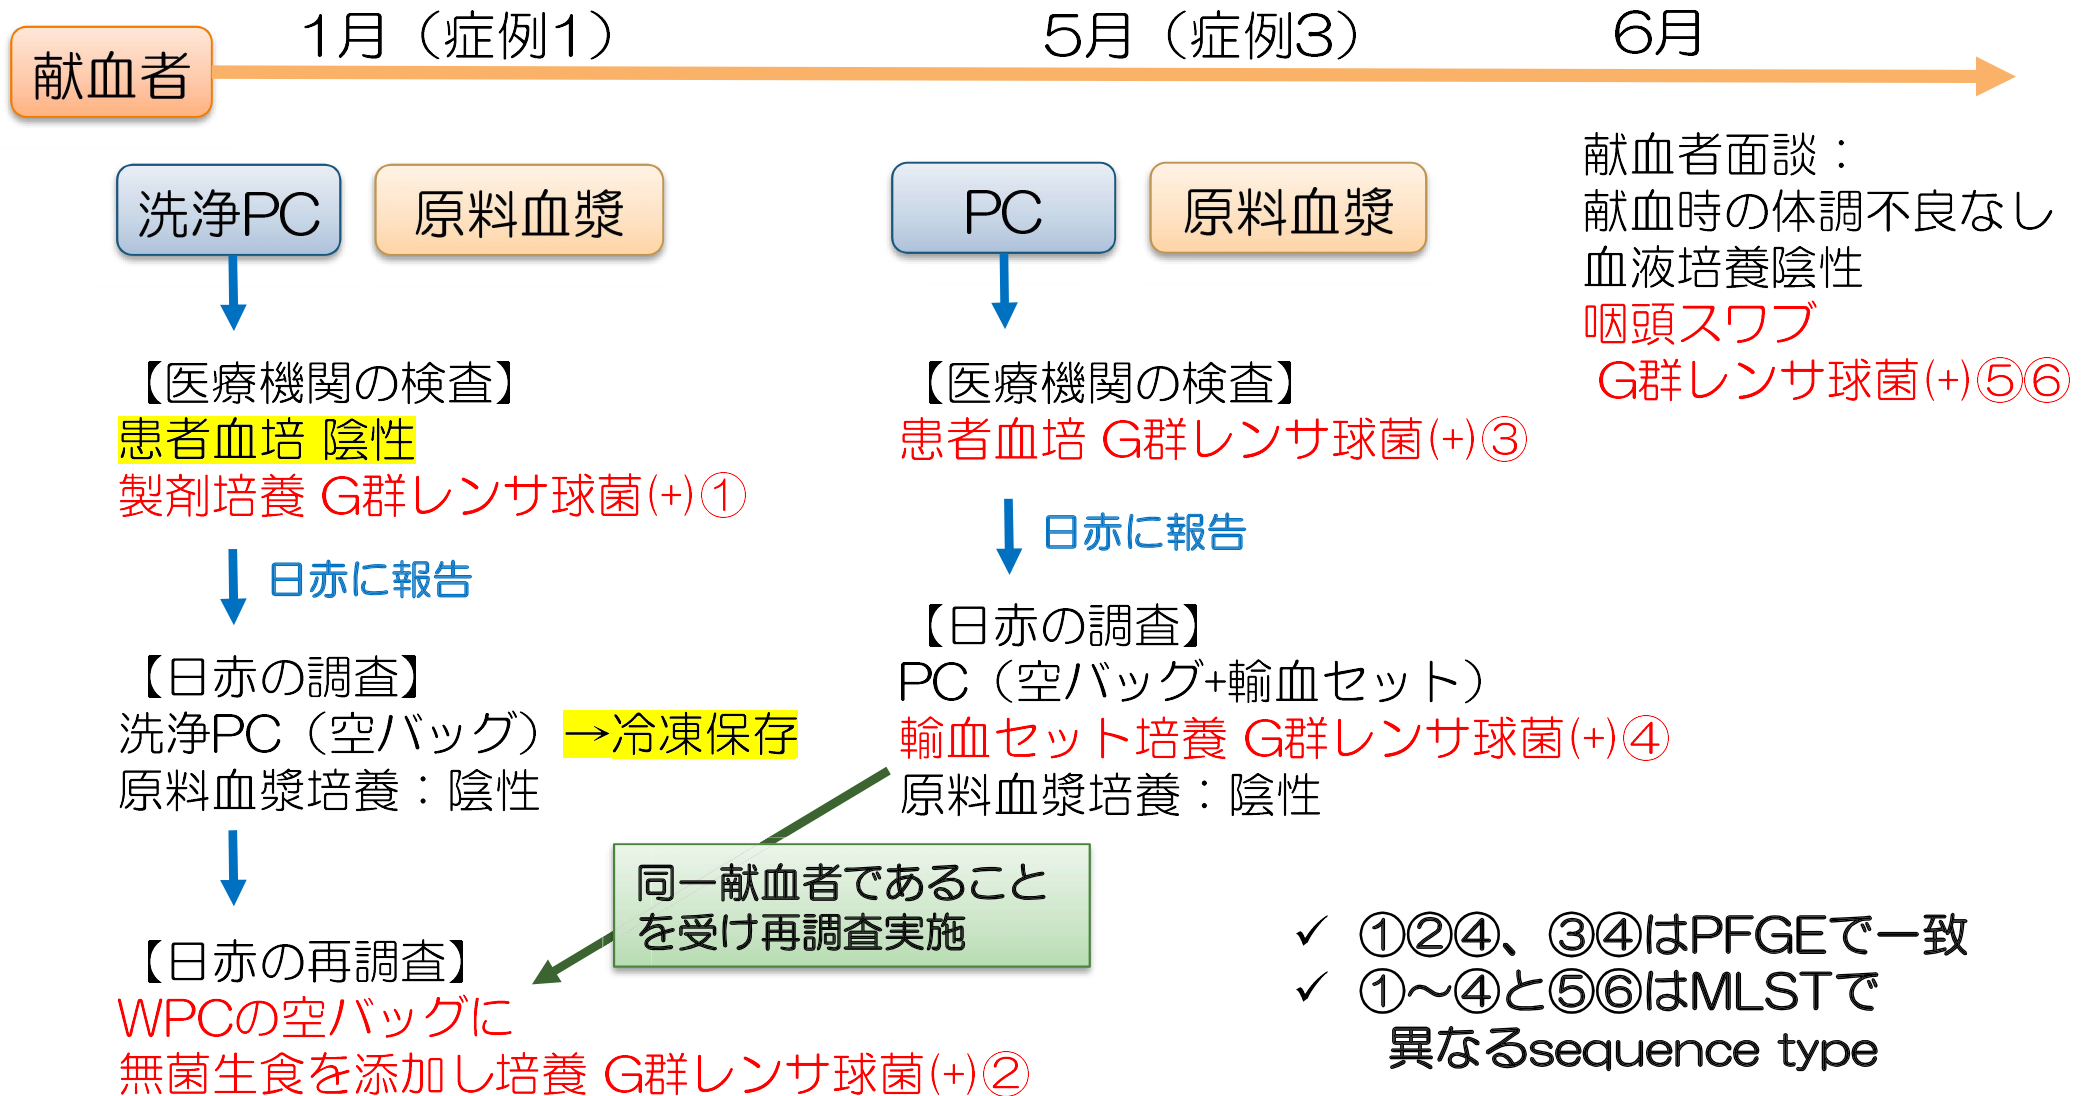 献血者
1月（症例1）
5月（症例3）
6月
洗浄PC
原料血漿
【医療機関の検査】
患者血培 陰性
製剤培養 G群レンサ球菌(+)①
日赤に報告
【日赤の調査】
洗浄PC（空バッグ）→冷凍保存
原料血漿培養：陰性
【日赤の再調査】
WPCの空バッグに
無菌生食を添加し培養 G群レンサ球菌(+)②
PC
原料血漿
【医療機関の検査】
患者血培 G群レンサ球菌(+)③
日赤に報告
【日赤の調査】
PC（空バッグ+輸血セット）
輸血セット培養 G群レンサ球菌(+)④
原料血漿培養：陰性
同一献血者であること
を受け再調査実施
献血者面談：
献血時の体調不良なし
血液培養陰性
咽頭スワブ
G群レンサ球菌(+)⑤⑥
✓ ①②④、③④はPFGEで一致
✓ ①～④と⑤⑥はMLSTで
異なるsequence type